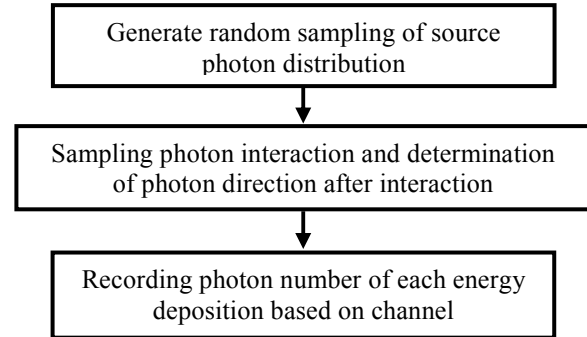 Generate random sampling of source
photon distribution
Sampling photon interaction and determination
of photon direction after interaction
Recording photon number of each energy
deposition based on channel